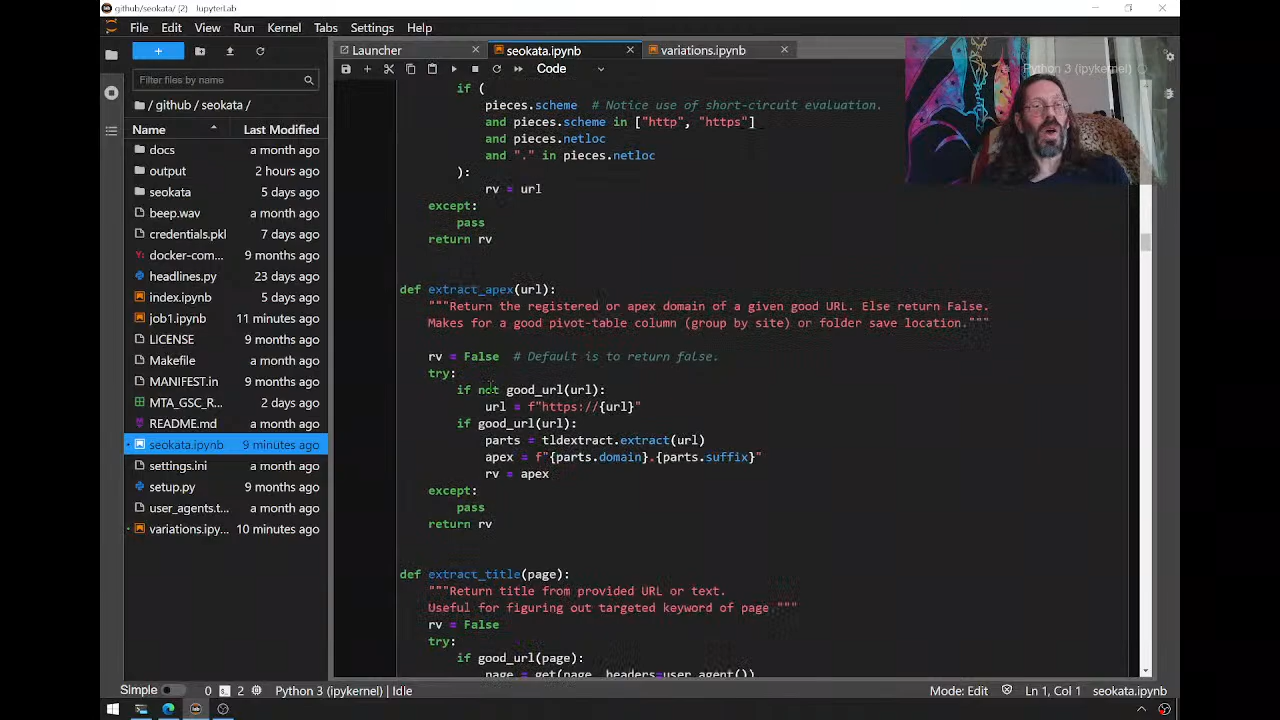 github/seokata/ - JupyterLab
File Edit View Run Kernel Tabs Settings Help
Launcher seokata.ipynb variations.ipynb
Code
Python 3 (ipykernel)
Filter files by name
/ github / seokata /
Name Last Modified
docs a month ago
output 2 hours ago
seokata 5 days ago
beep.wav a month ago
credentials.pkl 7 days ago
docker-com... 9 months ago
headlines.py 23 days ago
index.ipynb 5 days ago
job1.ipynb 11 minutes ago
LICENSE 9 months ago
Makefile 9 months ago
MANIFEST.in 9 months ago
MTA_GSC_R... 2 days ago
README.md a month ago
seokata.ipynb 9 minutes ago
settings.ini a month ago
setup.py 9 months ago
user_agents.t... a month ago
variations.ipy... 10 minutes ago
if (
pieces.scheme # Notice use of short-circuit evaluation.
and pieces.scheme in ["http", "https"]
and pieces.netloc
and "." in pieces.netloc
):
rv = url
except:
pass
return rv
def extract_apex(url):
"""Return the registered or apex domain of a given good URL. Else return False.
Makes for a good pivot-table column (group by site) or folder save location."""
rv = False # Default is to return false.
try:
if not good_url(url):
url = f"https://{url}"
if good_url(url):
parts = tldextract.extract(url)
apex = f"{parts.domain}.{parts.suffix}"
rv = apex
except:
pass
return rv
def extract_title(page):
"""Return title from provided URL or text.
Useful for figuring out targeted keyword of page."""
rv = False
try:
if good_url(page):
page = get(page, headers=user_agent())
Simple 0 2 Python 3 (ipykernel) | Idle Mode: Edit Ln 1, Col 1 seokata.ipynb